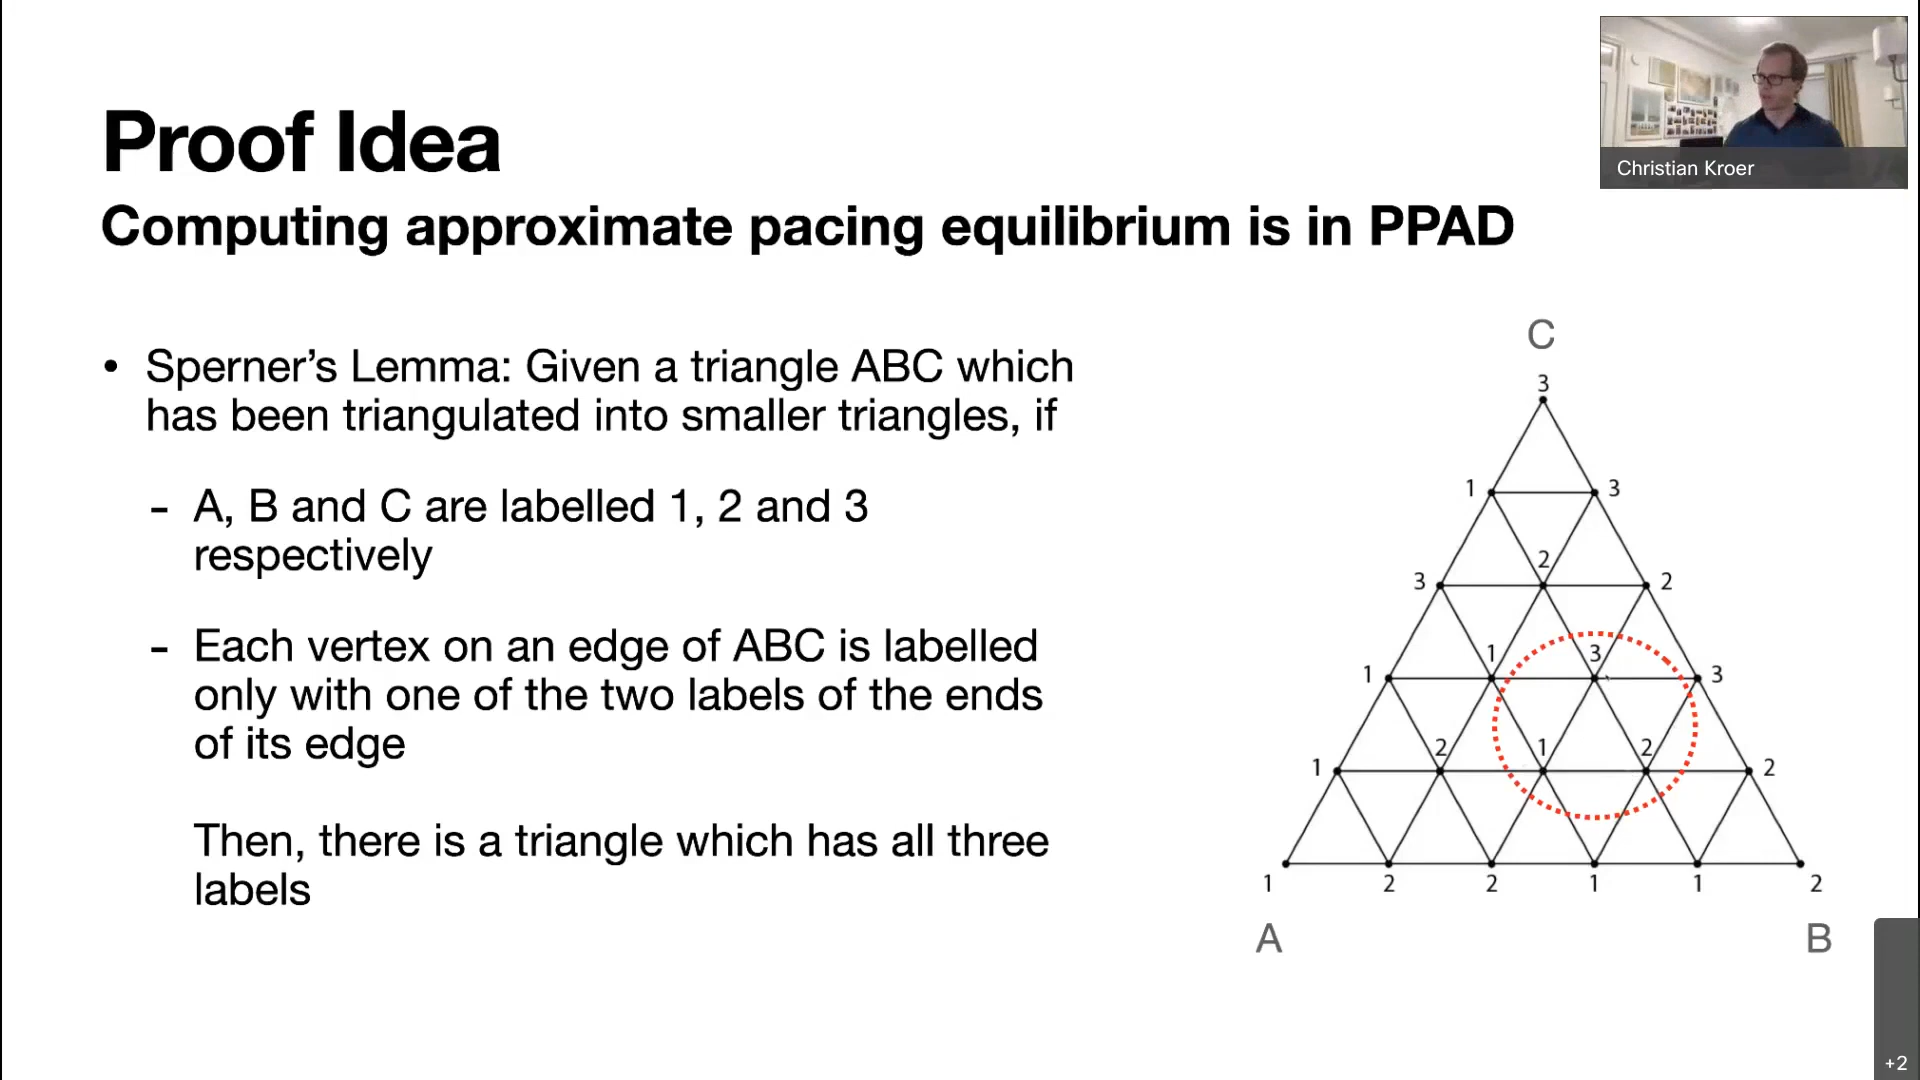 Christian Kroer
Proof Idea
Computing approximate pacing equilibrium is in PPAD
• Sperner’s Lemma: Given a triangle ABC which
has been triangulated into smaller triangles, if
- A, B and C are labelled 1, 2 and 3
respectively
- Each vertex on an edge of ABC is labelled
only with one of the two labels of the ends
of its edge
Then, there is a triangle which has all three
labels
C
3
1 3
2
3 2
1 3
1 3
2 1 2
1 2
1 2 2 1 1 2
A B
+2